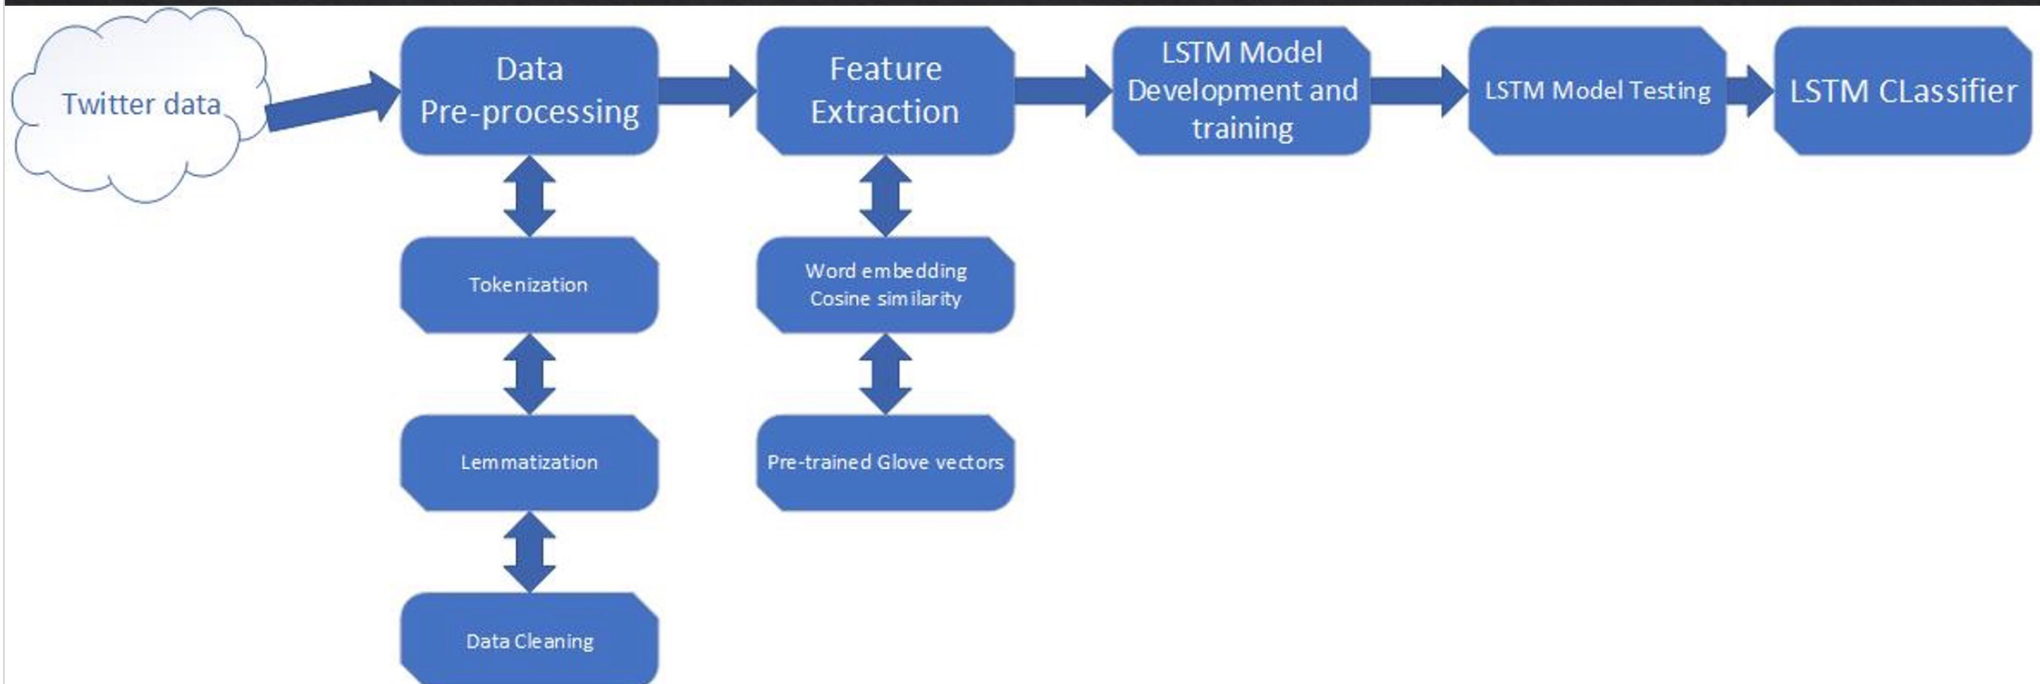 Twitter data
Data
Pre-processing
Feature
Extraction
LSTM Model
Development and
training
LSTM Model Testing
LSTM CLassifier
Tokenization
Word embedding
Cosine similarity
Lemmatization
Pre-trained Glove vectors
Data Cleaning